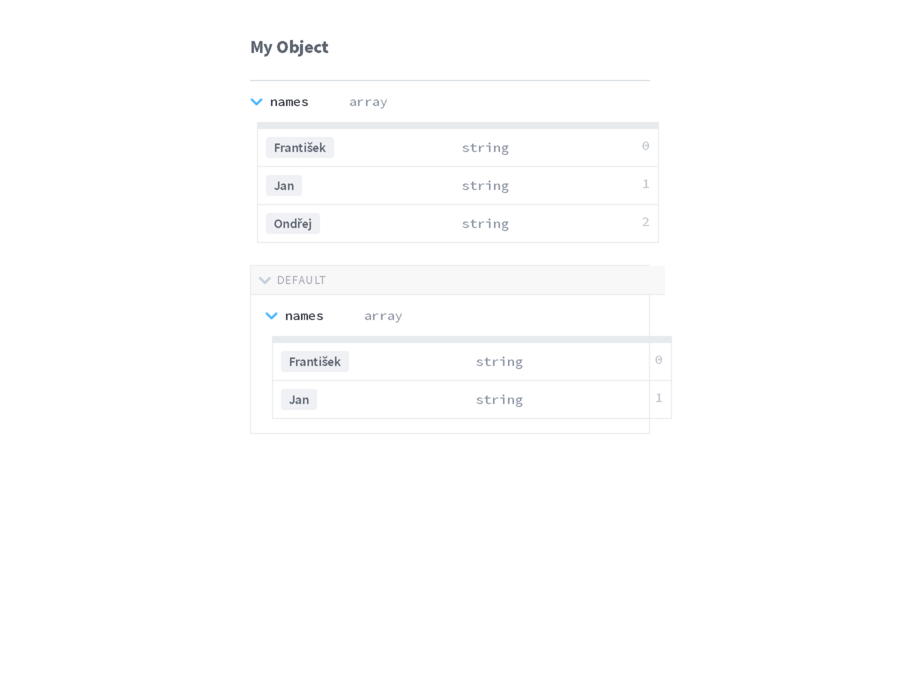 My Object
names array
František string 0
Jan string 1
Ondřej string 2
DEFAULT
names array
František string 0
Jan string 1